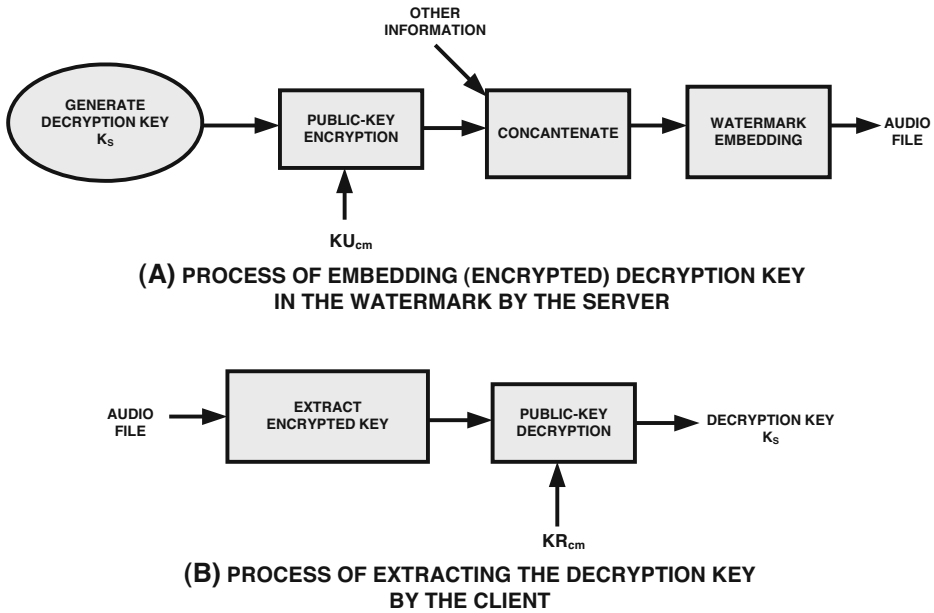 OTHER
INFORMATION
GENERATE
DECRYPTION KEY
Ks
PUBLIC-KEY
ENCRYPTION
CONCANTENATE
WATERMARK
EMBEDDING
AUDIO
FILE
KUcm
(A) PROCESS OF EMBEDDING (ENCRYPTED) DECRYPTION KEY
IN THE WATERMARK BY THE SERVER
AUDIO
FILE
EXTRACT
ENCRYPTED KEY
PUBLIC-KEY
DECRYPTION
DECRYPTION KEY
Ks
KRcm
(B) PROCESS OF EXTRACTING THE DECRYPTION KEY
BY THE CLIENT